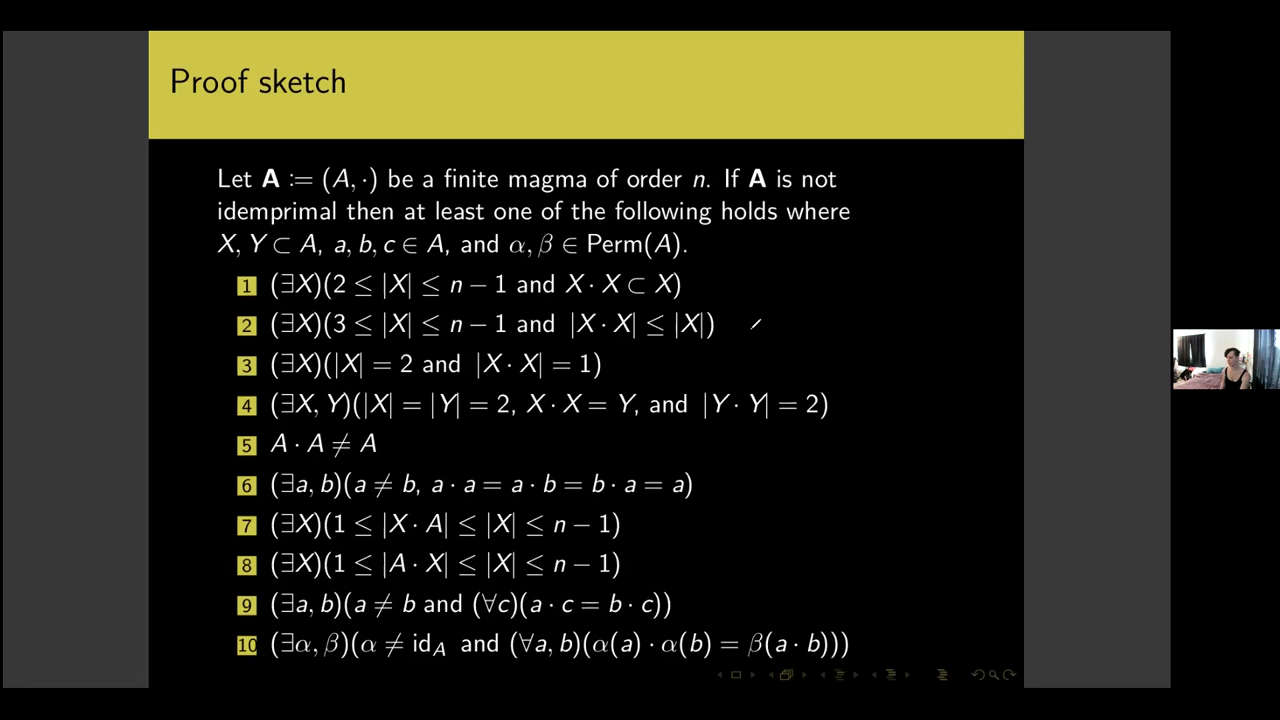 Proof sketch
Let A := (A, ·) be a finite magma of order n. If A is not
idemprimal then at least one of the following holds where
X, Y ⊂ A, a, b, c ∈ A, and α, β ∈ Perm(A).
1 (∃X)(2 ≤ |X| ≤ n − 1 and X · X ⊂ X)
2 (∃X)(3 ≤ |X| ≤ n − 1 and |X · X| ≤ |X|)
3 (∃X)(|X| = 2 and |X · X| = 1)
4 (∃X, Y)(|X| = |Y| = 2, X · X = Y, and |Y · Y| = 2)
5 A · A ≠ A
6 (∃a, b)(a ≠ b, a · a = a · b = b · a = a)
7 (∃X)(1 ≤ |X · A| ≤ |X| ≤ n − 1)
8 (∃X)(1 ≤ |A · X| ≤ |X| ≤ n − 1)
9 (∃a, b)(a ≠ b and (∀c)(a · c = b · c))
10 (∃α, β)(α ≠ id_A and (∀a, b)(α(a) · α(b) = β(a · b)))